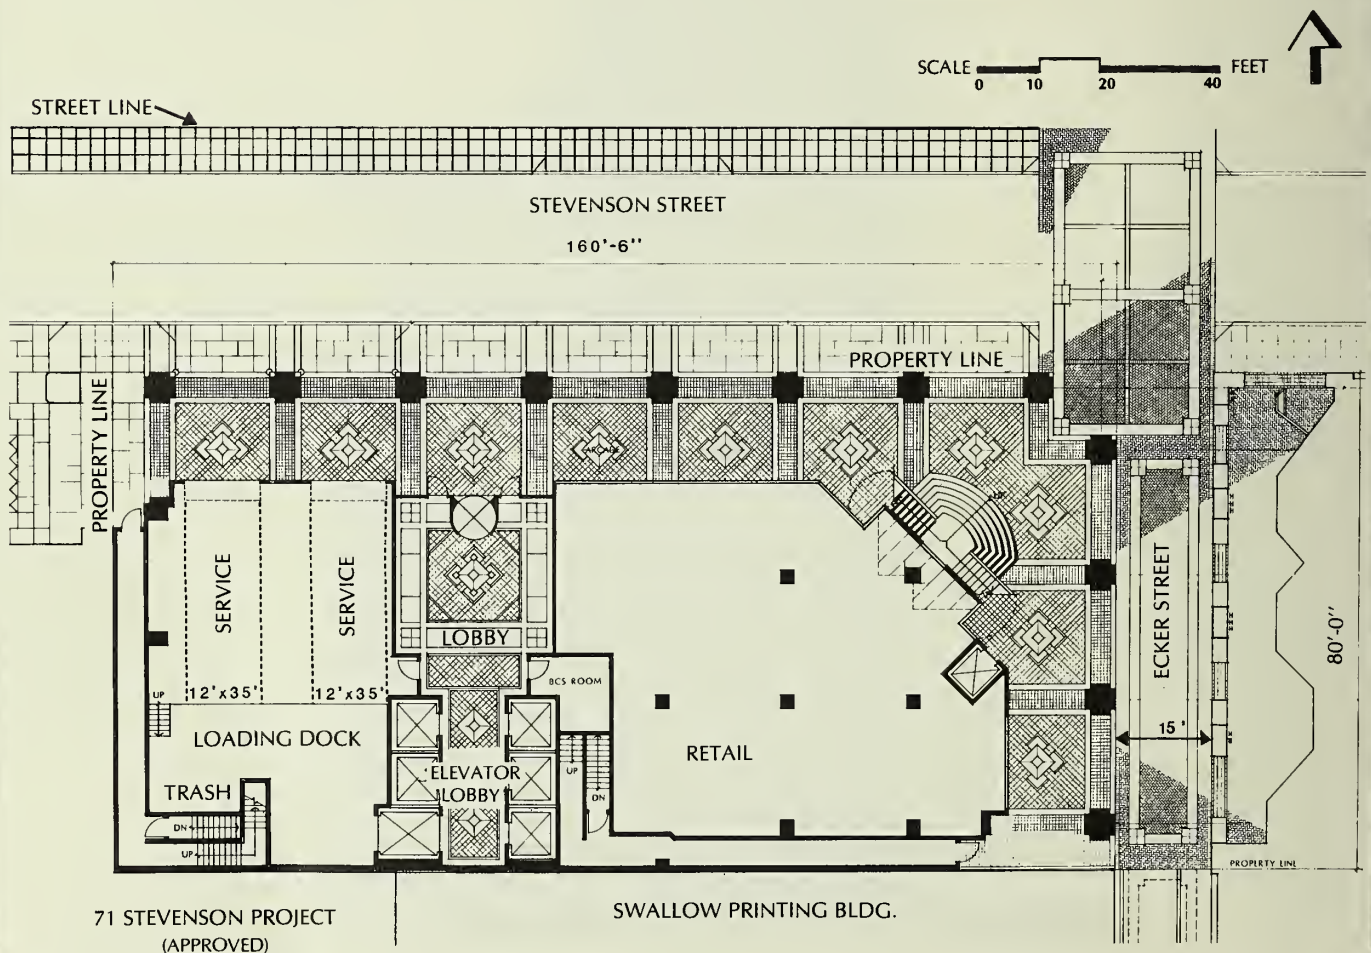 SCALE FEET
0 10 20 40
STREET LINE
STEVENSON STREET
160'-6"
PROPERTY LINE
PROPERTY LINE
ARCADE
UP
SERVICE
SERVICE
ECKER STREET
80'-0"
LOBBY
BCS ROOM
UP
12'x35'
12'x35'
15'
LOADING DOCK
RETAIL
ELEVATOR
LOBBY
UP
DN
TRASH
DN
UP
PROPERTY LINE
71 STEVENSON PROJECT
(APPROVED)
SWALLOW PRINTING BLDG.